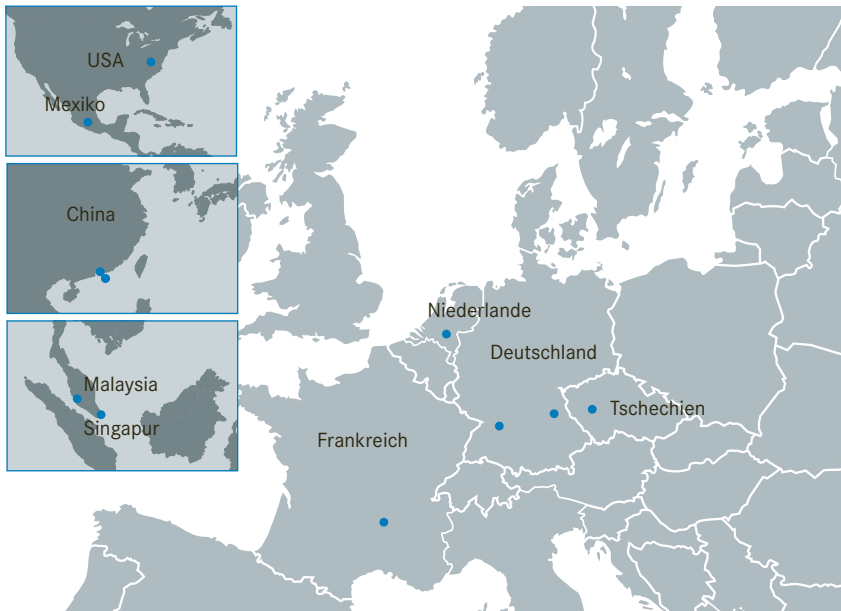 USA
Mexiko
China
Malaysia
Singapur
Niederlande
Deutschland
Tschechien
Frankreich